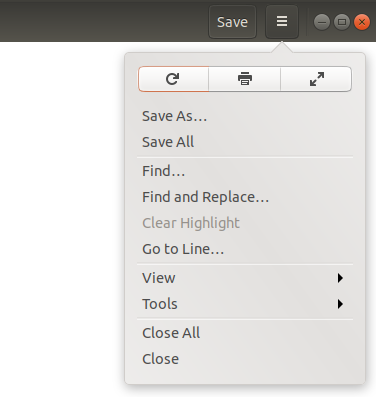 Save
Save As...
Save All
Find...
Find and Replace...
Clear Highlight
Go to Line...
View
Tools
Close All
Close